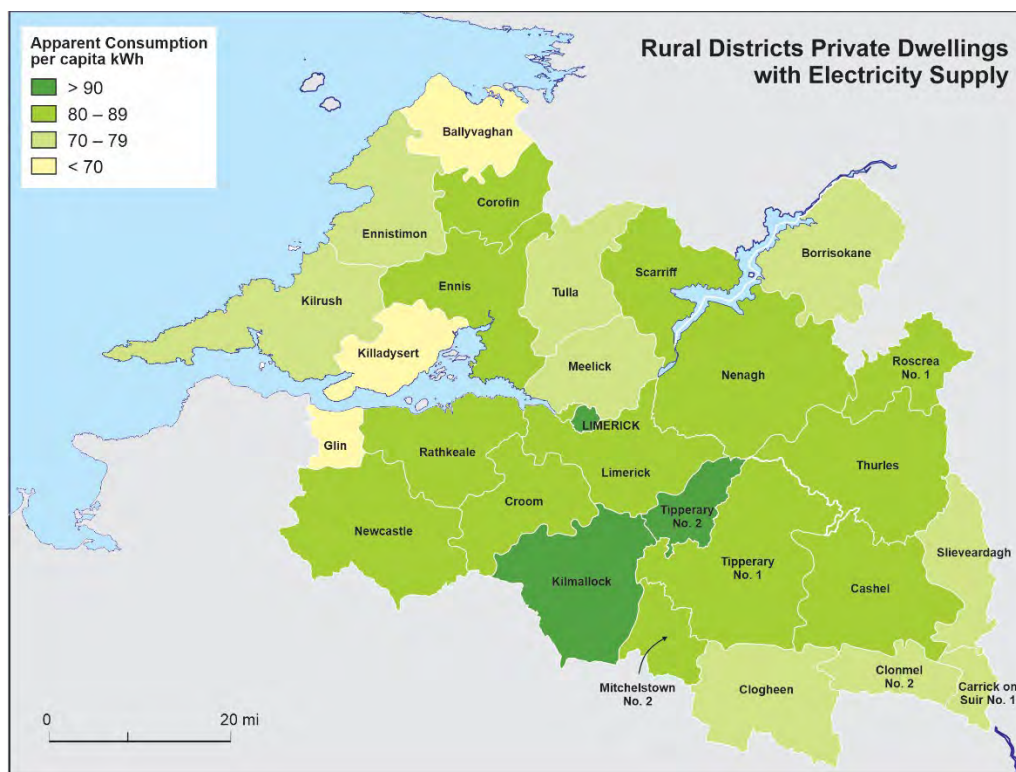 Apparent Consumption
per capita kWh
> 90
80 – 89
70 – 79
< 70
Rural Districts Private Dwellings
with Electricity Supply
Ballyvaghan
Corofin
Ennistimon
Borrisokane
Scarriff
Ennis
Tulla
Kilrush
Killadysert
Meelick
Nenagh
Roscrea
No. 1
LIMERICK
Glin
Rathkeale
Limerick
Thurles
Croom
Newcastle
Tipperary
No. 2
Slieveardagh
Kilmallock
Tipperary
No. 1
Cashel
Mitchelstown
No. 2
Clogheen
Clonmel
No. 2
Carrick on
Suir No. 1
0
20 mi